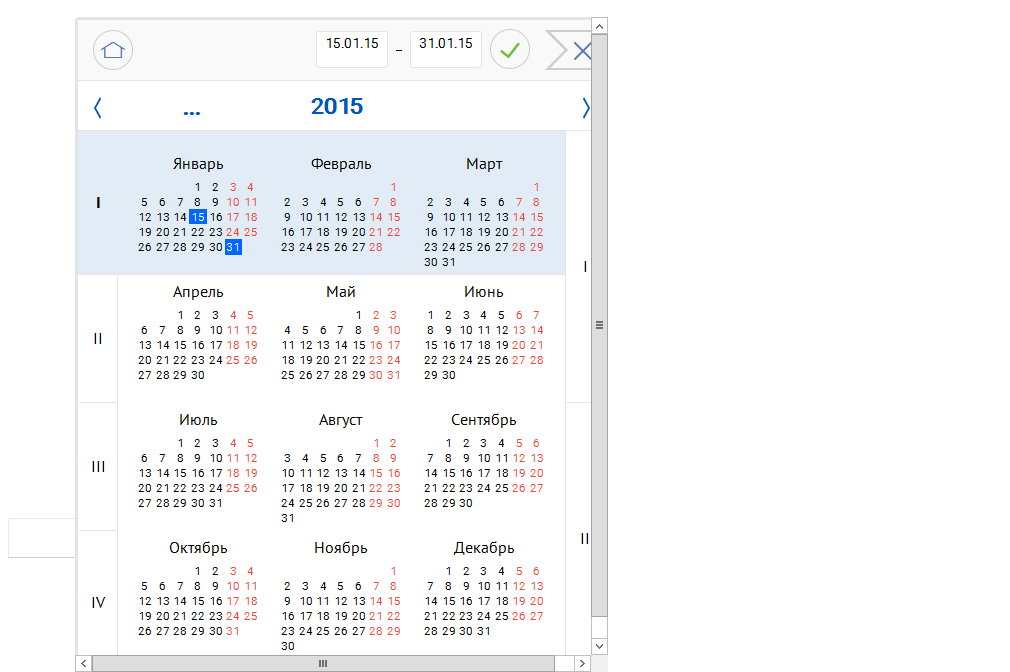 15.01.15 – 31.01.15
... 2015
Январь Февраль Март
1 2 3 4 1 1
I 5 6 7 8 9 10 11 2 3 4 5 6 7 8 2 3 4 5 6 7 8
12 13 14 15 16 17 18 9 10 11 12 13 14 15 9 10 11 12 13 14 15
19 20 21 22 23 24 25 16 17 18 19 20 21 22 16 17 18 19 20 21 22
26 27 28 29 30 31 23 24 25 26 27 28 23 24 25 26 27 28 29
30 31
I
Апрель Май Июнь
1 2 3 4 5 1 2 3 1 2 3 4 5 6 7
6 7 8 9 10 11 12 4 5 6 7 8 9 10 8 9 10 11 12 13 14
II 13 14 15 16 17 18 19 11 12 13 14 15 16 17 15 16 17 18 19 20 21
20 21 22 23 24 25 26 18 19 20 21 22 23 24 22 23 24 25 26 27 28
27 28 29 30 25 26 27 28 29 30 31 29 30
Июль Август Сентябрь
1 2 3 4 5 1 2 1 2 3 4 5 6
6 7 8 9 10 11 12 3 4 5 6 7 8 9 7 8 9 10 11 12 13
III 13 14 15 16 17 18 19 10 11 12 13 14 15 16 14 15 16 17 18 19 20
20 21 22 23 24 25 26 17 18 19 20 21 22 23 21 22 23 24 25 26 27
27 28 29 30 31 24 25 26 27 28 29 30 28 29 30
31
II
Октябрь Ноябрь Декабрь
1 2 3 4 1 1 2 3 4 5 6
5 6 7 8 9 10 11 2 3 4 5 6 7 8 7 8 9 10 11 12 13
IV 12 13 14 15 16 17 18 9 10 11 12 13 14 15 14 15 16 17 18 19 20
19 20 21 22 23 24 25 16 17 18 19 20 21 22 21 22 23 24 25 26 27
26 27 28 29 30 31 23 24 25 26 27 28 29 28 29 30 31
30